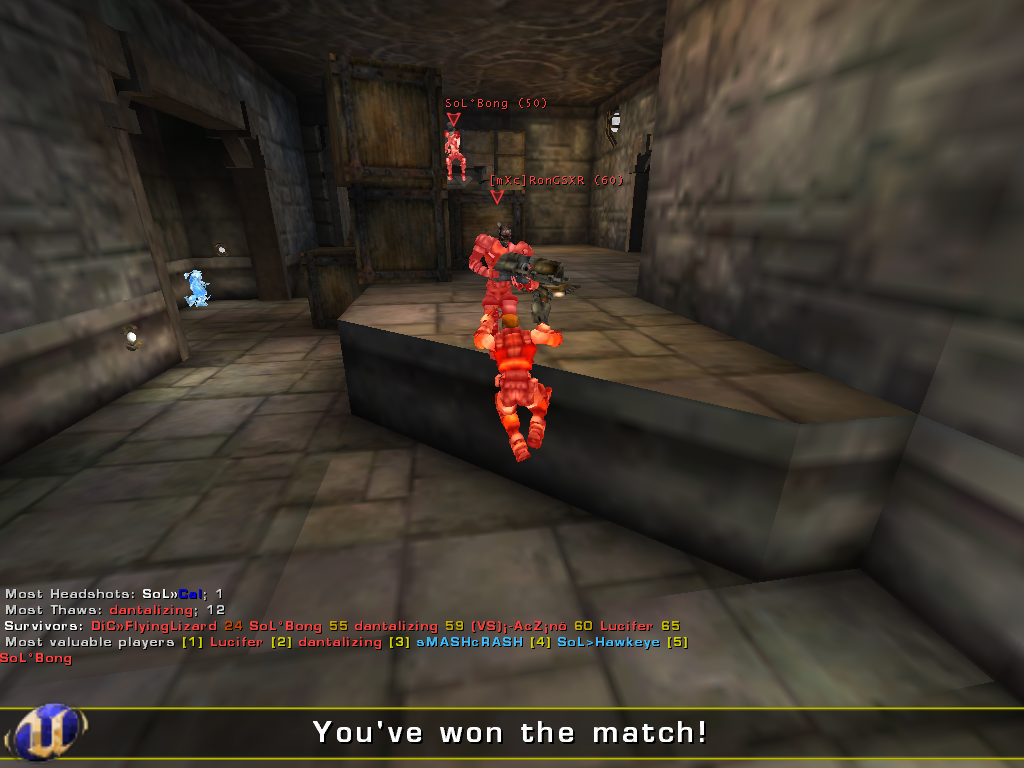 SoL°Bong (50)
[mXc]RonGSXR (60)
Most Headshots: SoL»Cal; 1
Most Thaws: dantalizing; 12
Survivors: DiC»FlyingLizard 24 SoL°Bong 55 dantalizing 59 (VS)¡-AcZ¡nó 60 Lucifer 65
Most valuable players [1] Lucifer [2] dantalizing [3] sMASHcRASH [4] SoL>Hawkeye [5]
SoL°Bong
You've won the match!